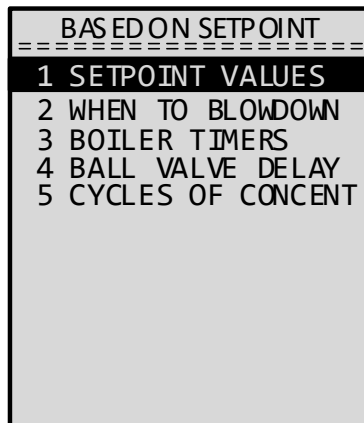 BASED ON SETPOINT
====================
1 SETPOINT VALUES
2 WHEN TO BLOWDOWN
3 BOILER TIMERS
4 BALL VALVE DELAY
5 CYCLES OF CONCENT